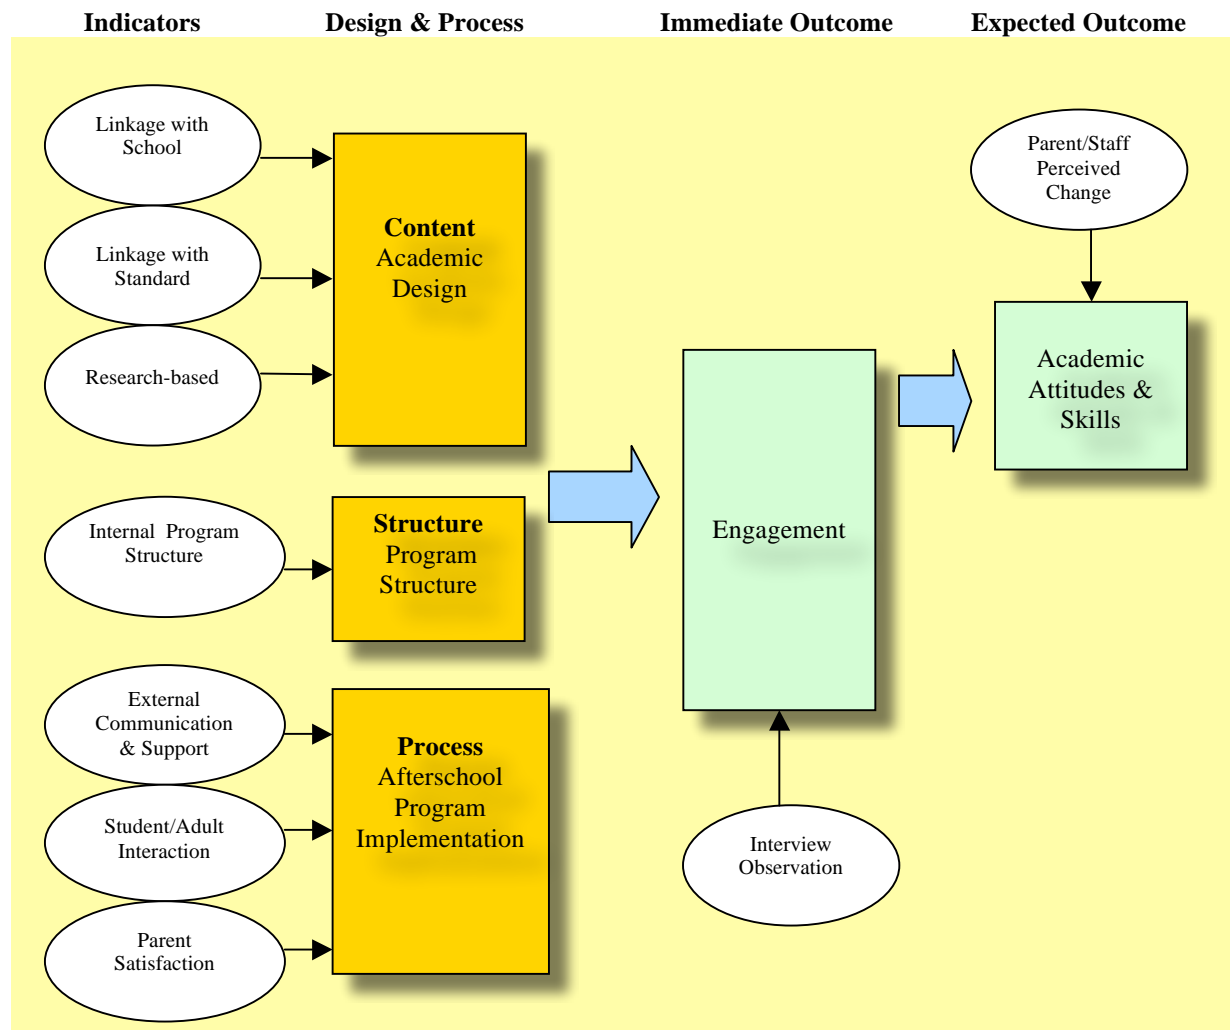 Indicators
Design & Process
Immediate Outcome
Expected Outcome
Linkage with
School
Linkage with
Standard
Research-based
Content
Academic
Design
Internal Program
Structure
Structure
Program
Structure
External
Communication
& Support
Student/Adult
Interaction
Parent
Satisfaction
Process
Afterschool
Program
Implementation
Engagement
Interview
Observation
Parent/Staff
Perceived
Change
Academic
Attitudes &
Skills